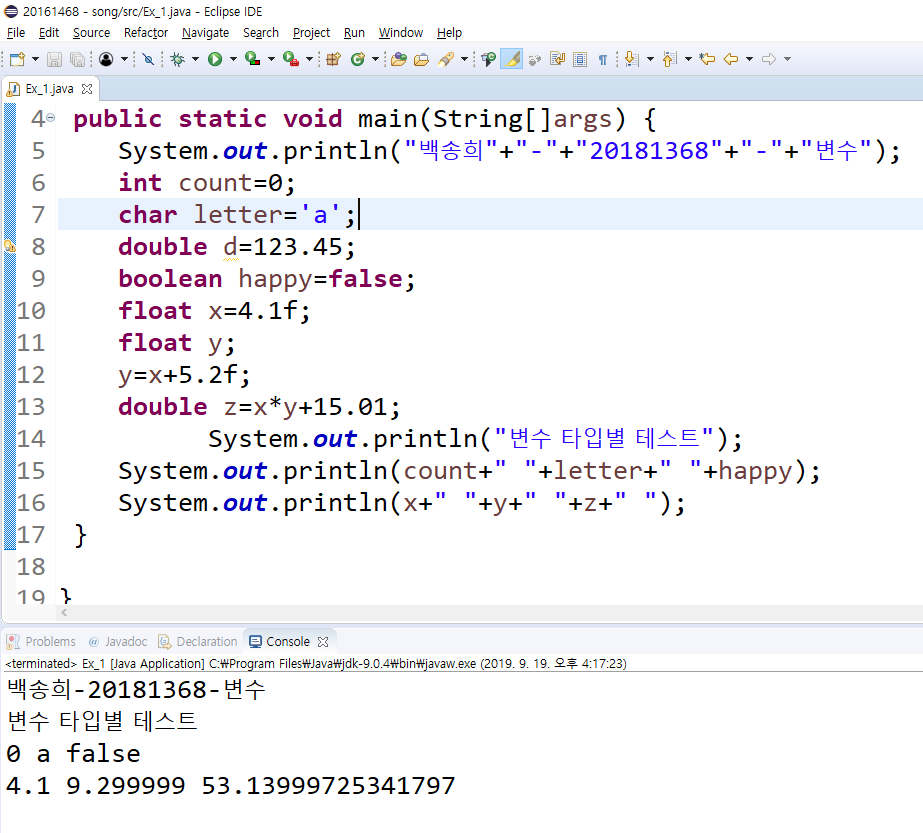 20161468 - song/src/Ex_1.java - Eclipse IDE
File Edit Source Refactor Navigate Search Project Run Window Help
Ex_1.java
4 public static void main(String[]args) {
5 System.out.println("백송희"+"-"+"20181368"+"-"+"변수");
6 int count=0;
7 char letter='a';
8 double d=123.45;
9 boolean happy=false;
10 float x=4.1f;
11 float y;
12 y=x+5.2f;
13 double z=x*y+15.01;
14 System.out.println("변수 타입별 테스트");
15 System.out.println(count+" "+letter+" "+happy);
16 System.out.println(x+" "+y+" "+z+" ");
17 }
18
19 }
Problems @ Javadoc Declaration Console
<terminated> Ex_1 [Java Application] C:₩Program Files₩Java₩jdk-9.0.4₩bin₩javaw.exe (2019. 9. 19. 오후 4:17:23)
백송희-20181368-변수
변수 타입별 테스트
0 a false
4.1 9.299999 53.13999725341797